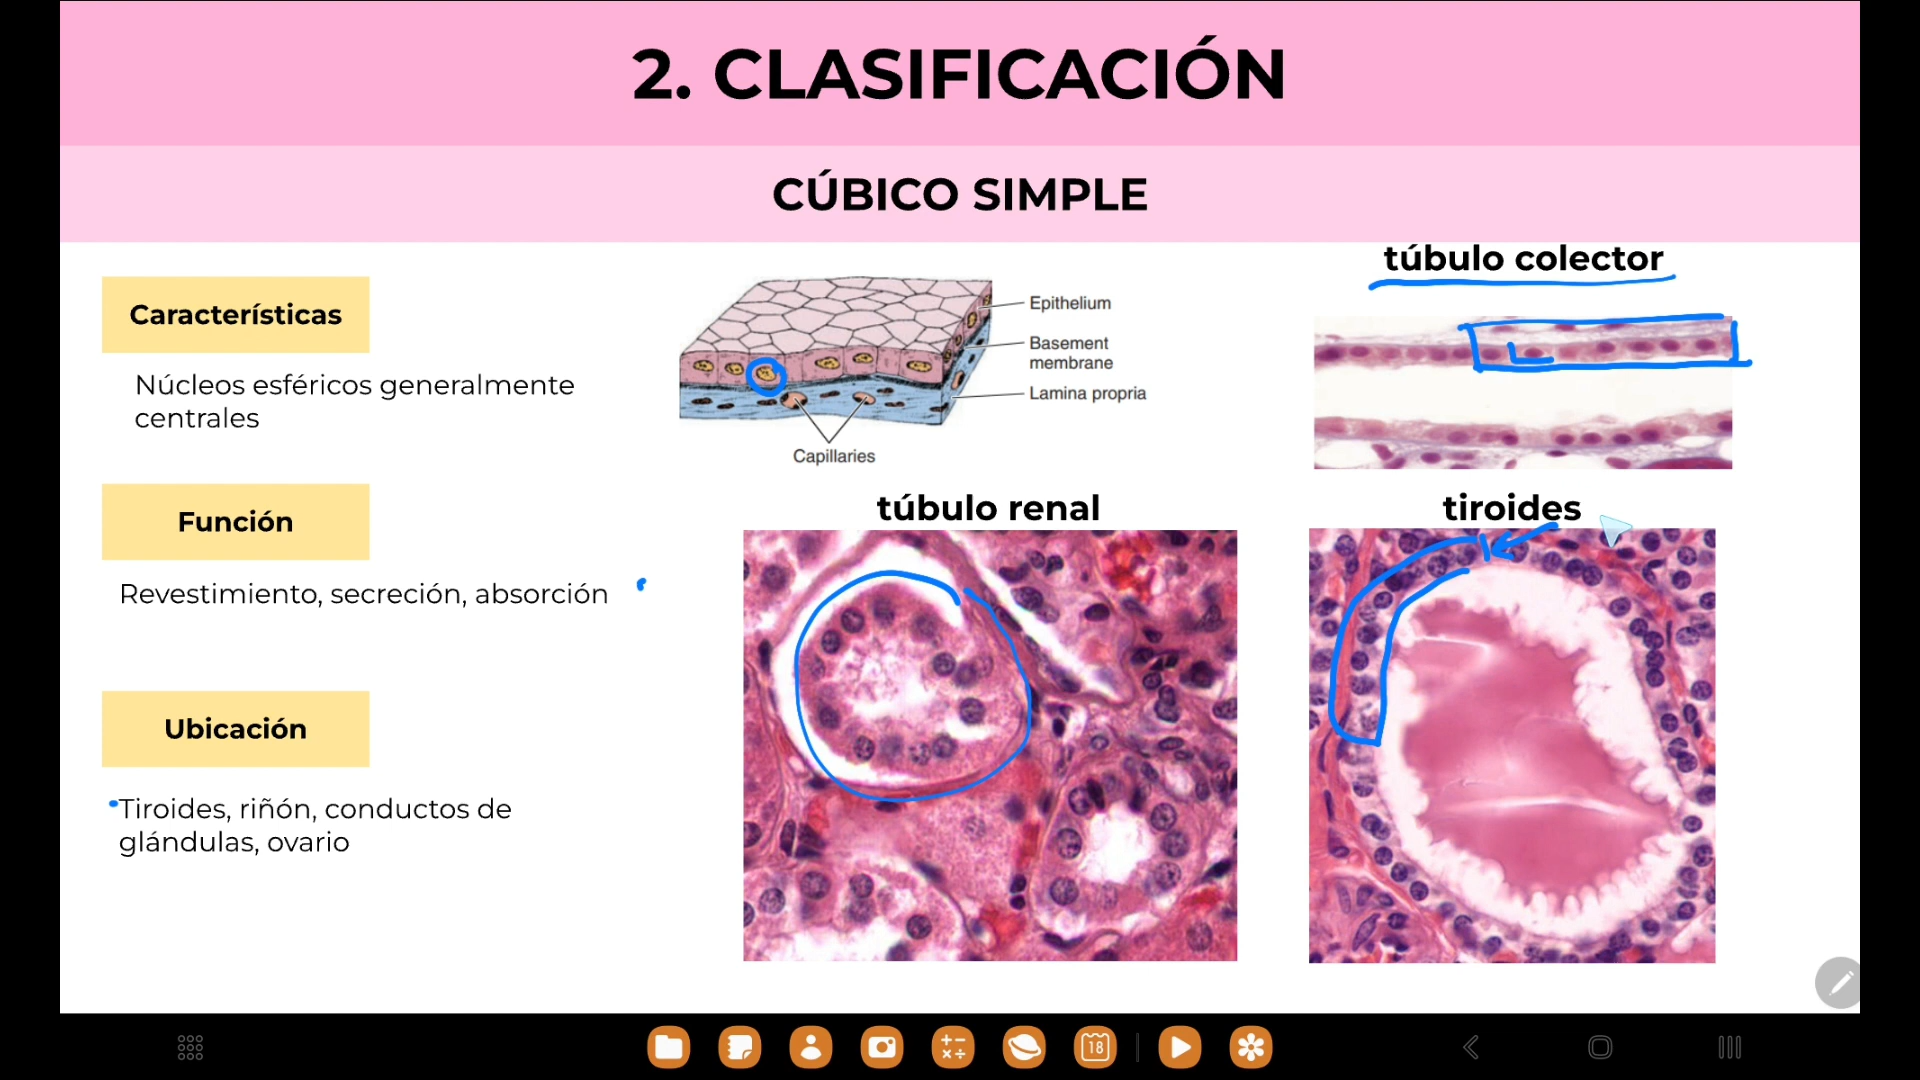 2. CLASIFICACIÓN
CÚBICO SIMPLE
Características
Núcleos esféricos generalmente
centrales
Función
Revestimiento, secreción, absorción
Ubicación
Tiroides, riñón, conductos de
glándulas, ovario
Epithelium
Basement
membrane
Lamina propria
Capillaries
túbulo colector
túbulo renal
tiroides
18